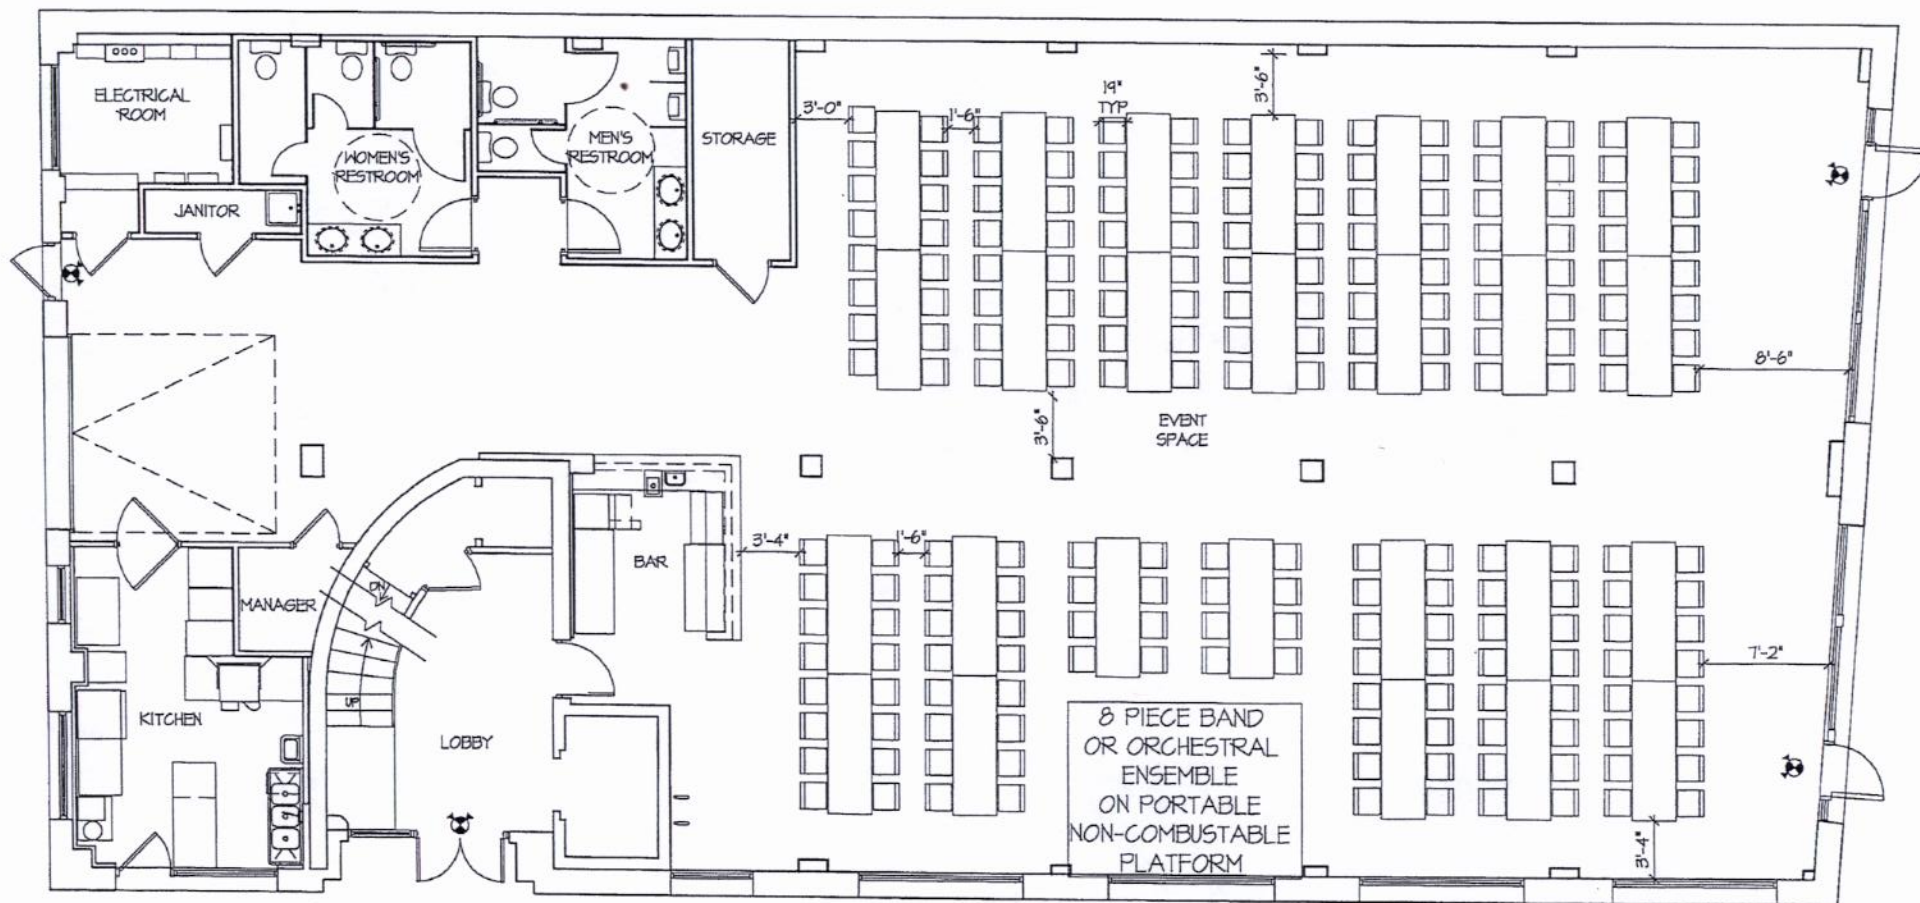 ELECTRICAL
ROOM
WOMEN'S
RESTROOM
MEN'S
RESTROOM
STORAGE
JANITOR
3'-0"
1'-6"
19"
TYP
3'-6"
8'-6"
3'-6"
EVENT
SPACE
BAR
3'-4"
1'-6"
DN
MANAGER
UP
KITCHEN
LOBBY
7'-2"
8 PIECE BAND
OR ORCHESTRAL
ENSEMBLE
ON PORTABLE
NON-COMBUSTABLE
PLATFORM
3'-4"